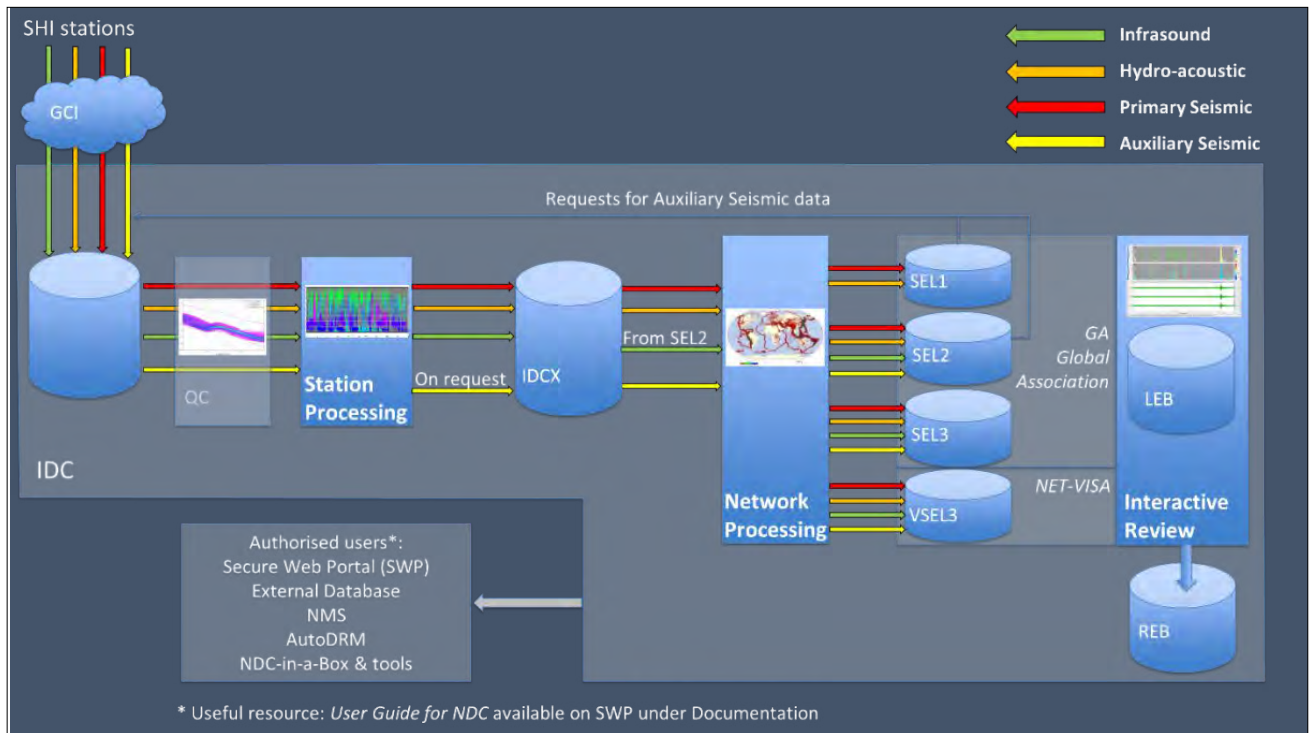 SHI stations
GCI
Infrasound
Hydro-acoustic
Primary Seismic
Auxiliary Seismic
Requests for Auxiliary Seismic data
QC
Station
Processing
On request
IDCX
From SEL2
Network
Processing
SEL1
SEL2
SEL3
VSEL3
GA
Global
Association
NET-VISA
LEB
Interactive
Review
REB
IDC
Authorised users*:
Secure Web Portal (SWP)
External Database
NMS
AutoDRM
NDC-in-a-Box & tools
* Useful resource: User Guide for NDC available on SWP under Documentation